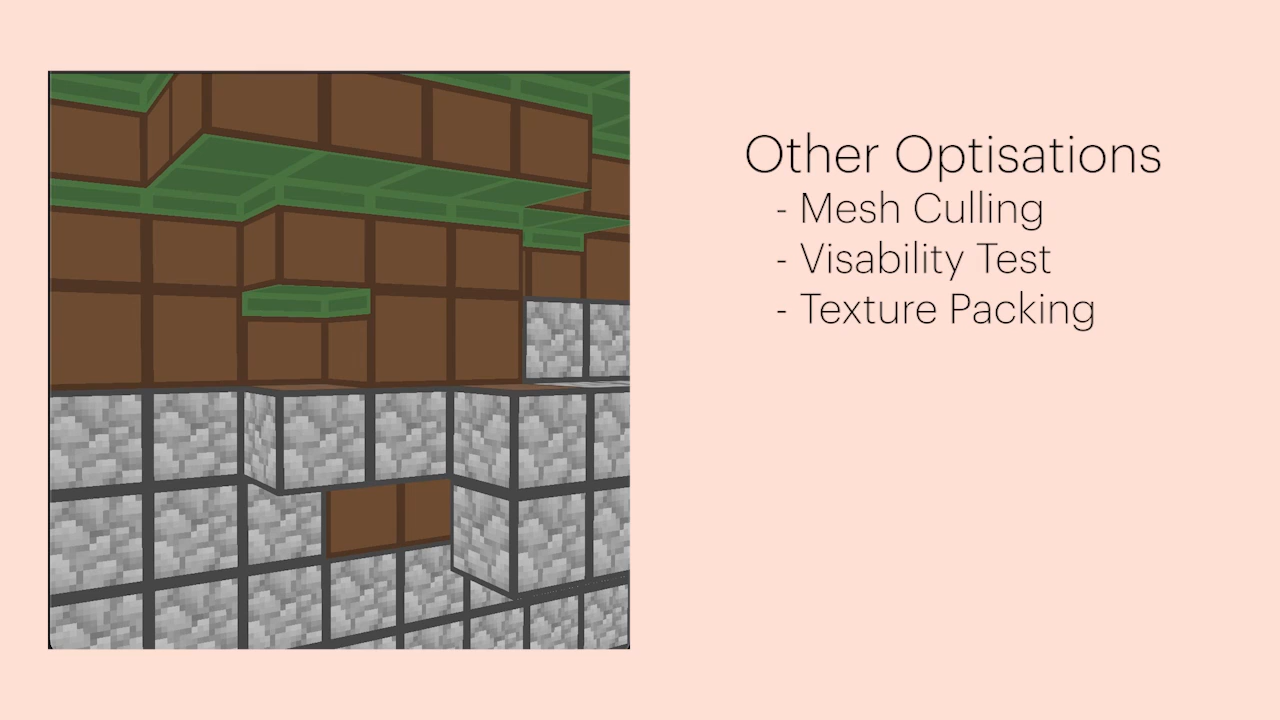 Other Optisations
- Mesh Culling
- Visability Test
- Texture Packing